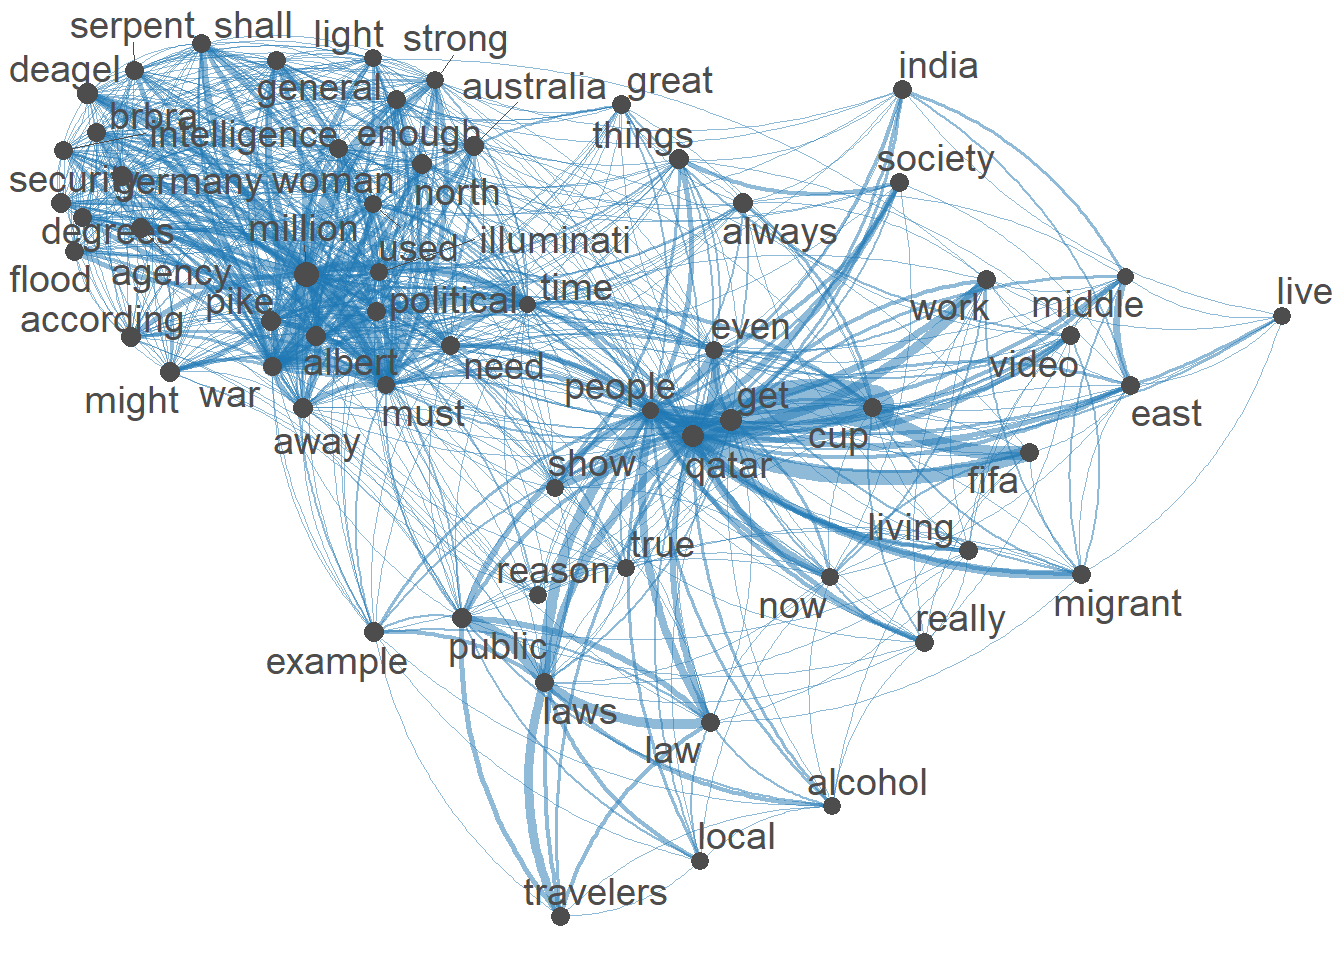 serpent
shall
light
strong
deagel
general
australia
great
india
brbra
intelligence
enough
things
society
security
germany
woman
north
degrees
million
used
illuminati
always
flood
agency
pike
political
time
work
middle
live
according
albert
need
even
video
might
war
must
people
get
east
away
show
qatar
cup
fifa
true
living
reason
now
migrant
example
public
really
laws
law
alcohol
local
travelers